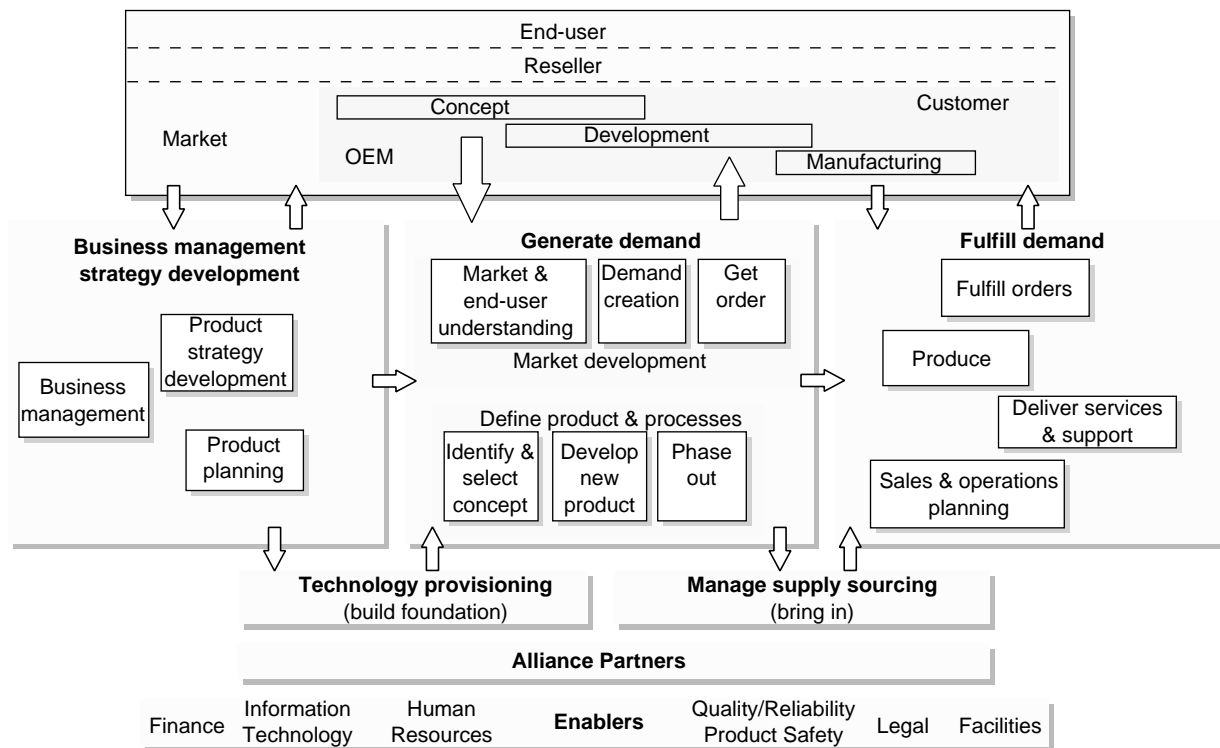 End-user
Reseller
Concept
Customer
Market
Development
OEM
Manufacturing
Business management
strategy development
Product
strategy
development
Business
management
Product
planning
Generate demand
Market &
end-user
understanding
Demand
creation
Get
order
Market development
Define product & processes
Identify &
select
concept
Develop
new
product
Phase
out
Fulfill demand
Fulfill orders
Produce
Deliver services
& support
Sales & operations
planning
Technology provisioning
(build foundation)
Manage supply sourcing
(bring in)
Alliance Partners
Finance
Information
Technology
Human
Resources
Enablers
Quality/Reliability
Product Safety
Legal
Facilities